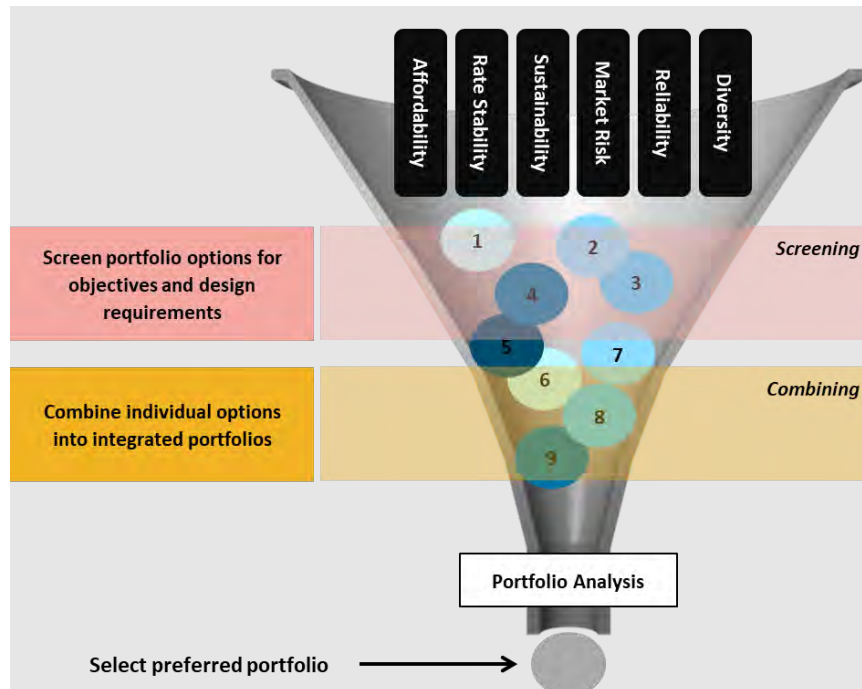 Affordability
Rate Stability
Sustainability
Market Risk
Reliability
Diversity
Screen portfolio options for
objectives and design
requirements
1
2
3
4
Screening
5
7
6
Combine individual options
into integrated portfolios
8
9
Combining
Portfolio Analysis
Select preferred portfolio